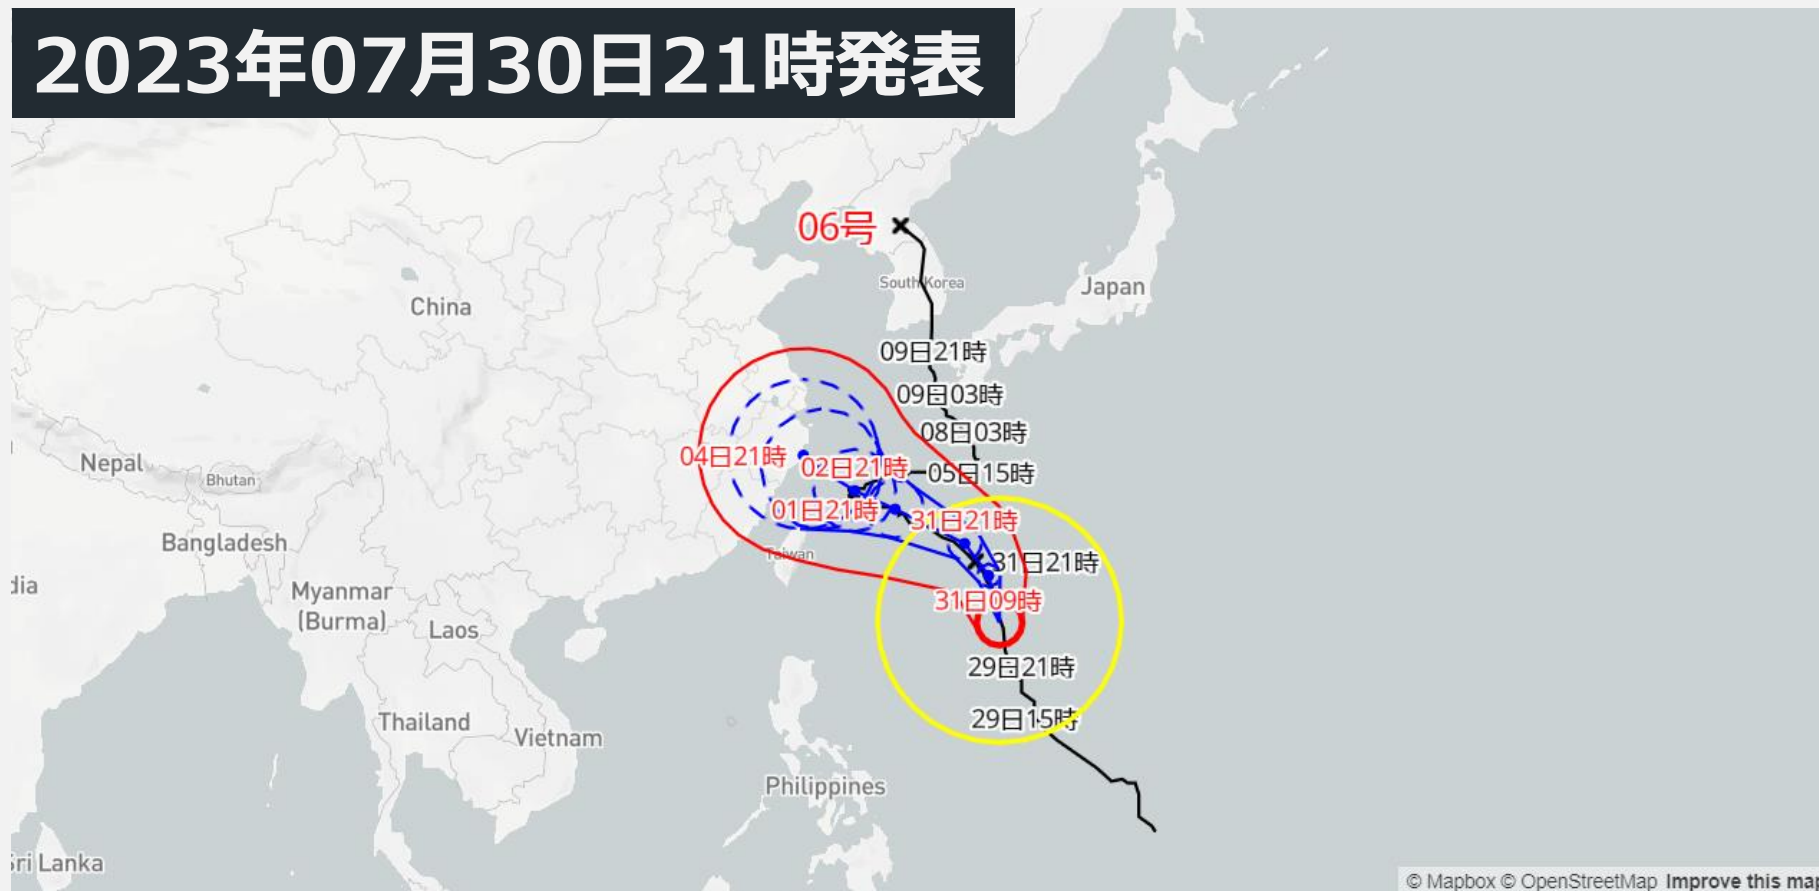 2023年07月30日21時発表
06号
South Korea
Japan
China
09日21時
09日03時
08日03時
04日21時
02日21時
05日15時
Nepal
Bhutan
01日21時
31日21時
Bangladesh
Taiwan
31日21時
dia
Myanmar
(Burma)
31日09時
Laos
29日21時
29日15時
Thailand
Vietnam
Philippines
Sri Lanka
© Mapbox © OpenStreetMap Improve this map